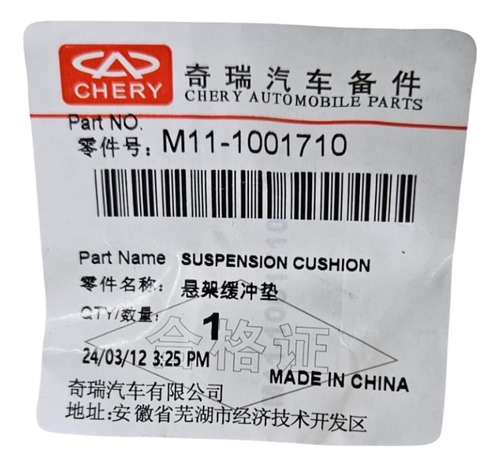 CHERY
奇瑞汽车备件
CHERY AUTOMOBILE PARTS
Part NO.
零件号: M11-1001710
Part Name SUSPENSION CUSHION
零件名称: 悬架缓冲垫
QTY/数量: 1
合格证
24/03/12 3:25 PM
MADE IN CHINA
奇瑞汽车有限公司
地址:安徽省芜湖市经济技术开发区